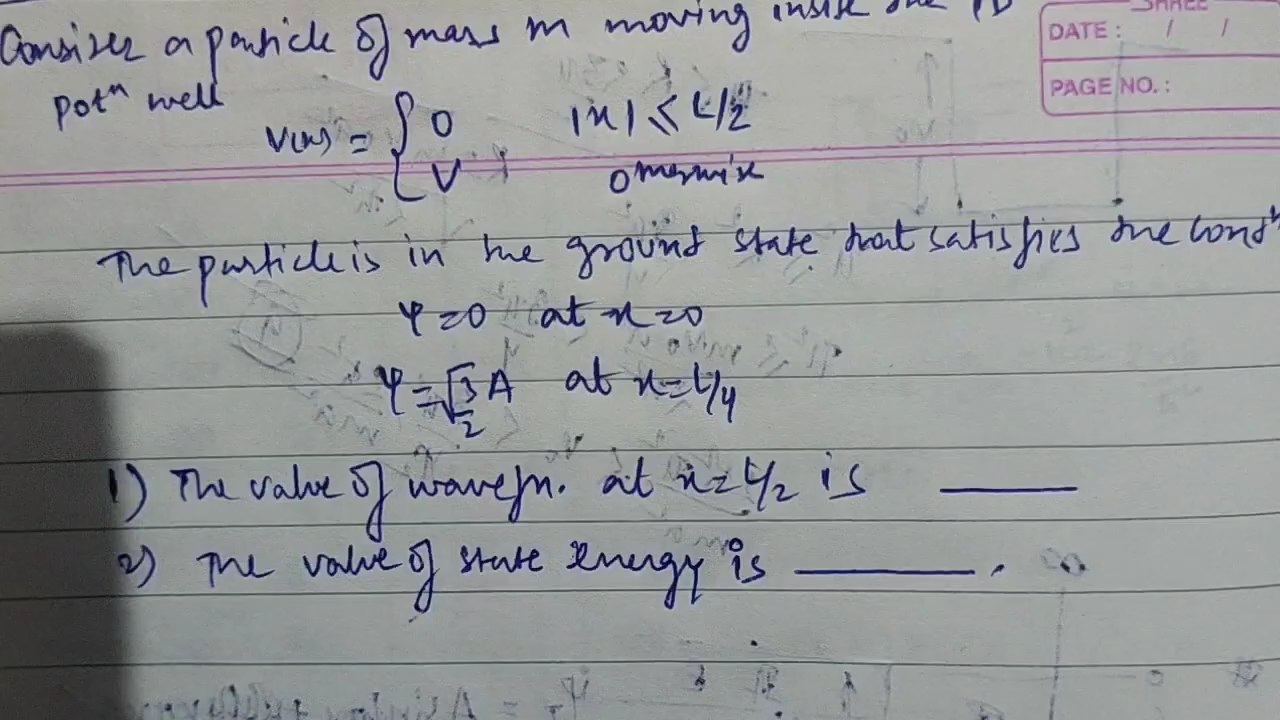 Consider a particle of mass m moving inside the 1D
SHREE
DATE : / /
PAGE NO. :
potⁿ well
V(x) = { 0 |x| ≤ L/2
V otherwise
The particle is in the ground state that satisfies the condⁿ
Ψ = 0 at x = 0
Ψ = √3/2 A at x = L/4
1) The value of wavefn. at x = L/2 is ______
2) The value of state energy is ______ .